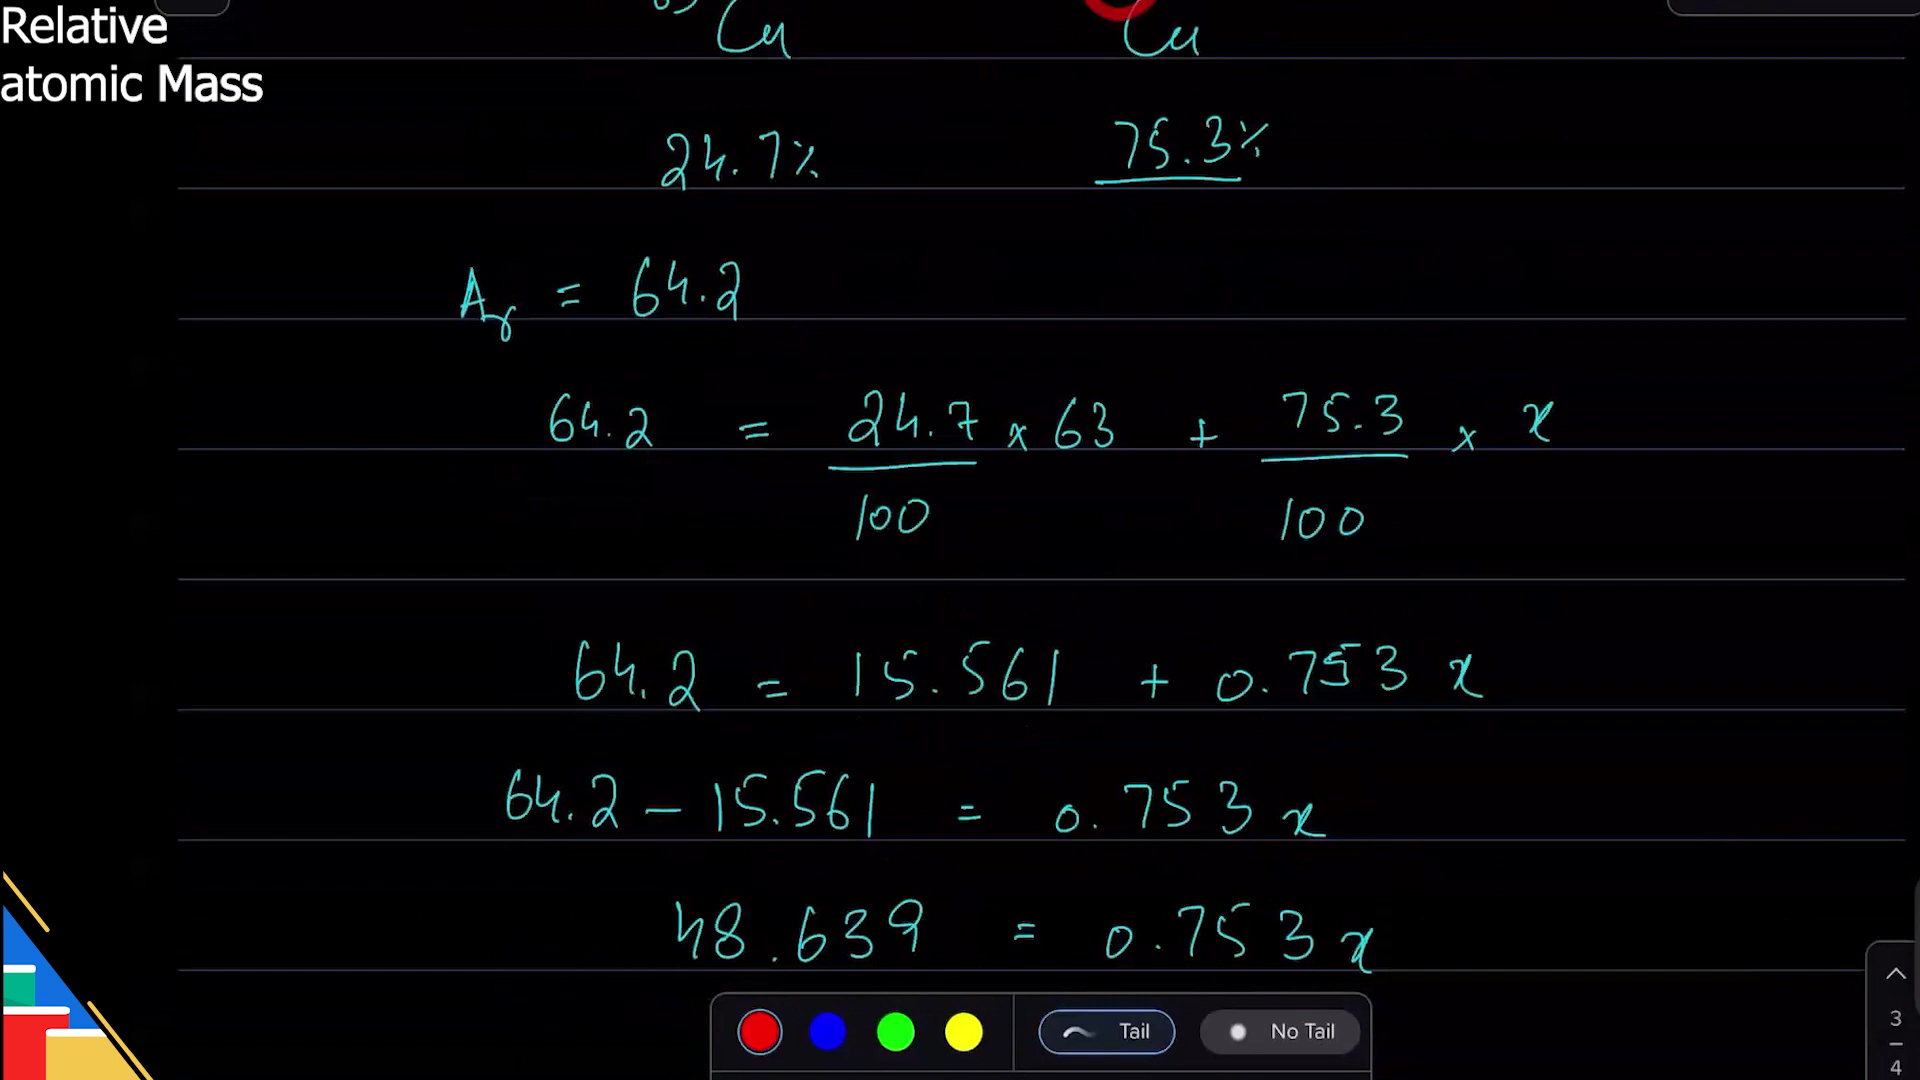 Relative
atomic Mass
Cu Cu
24.7% 75.3%
Ar = 64.2
64.2 = 24.7/100 × 63 + 75.3/100 × x
64.2 = 15.561 + 0.753 x
64.2 – 15.561 = 0.753 x
48.639 = 0.753 x
Tail No Tail
3
4